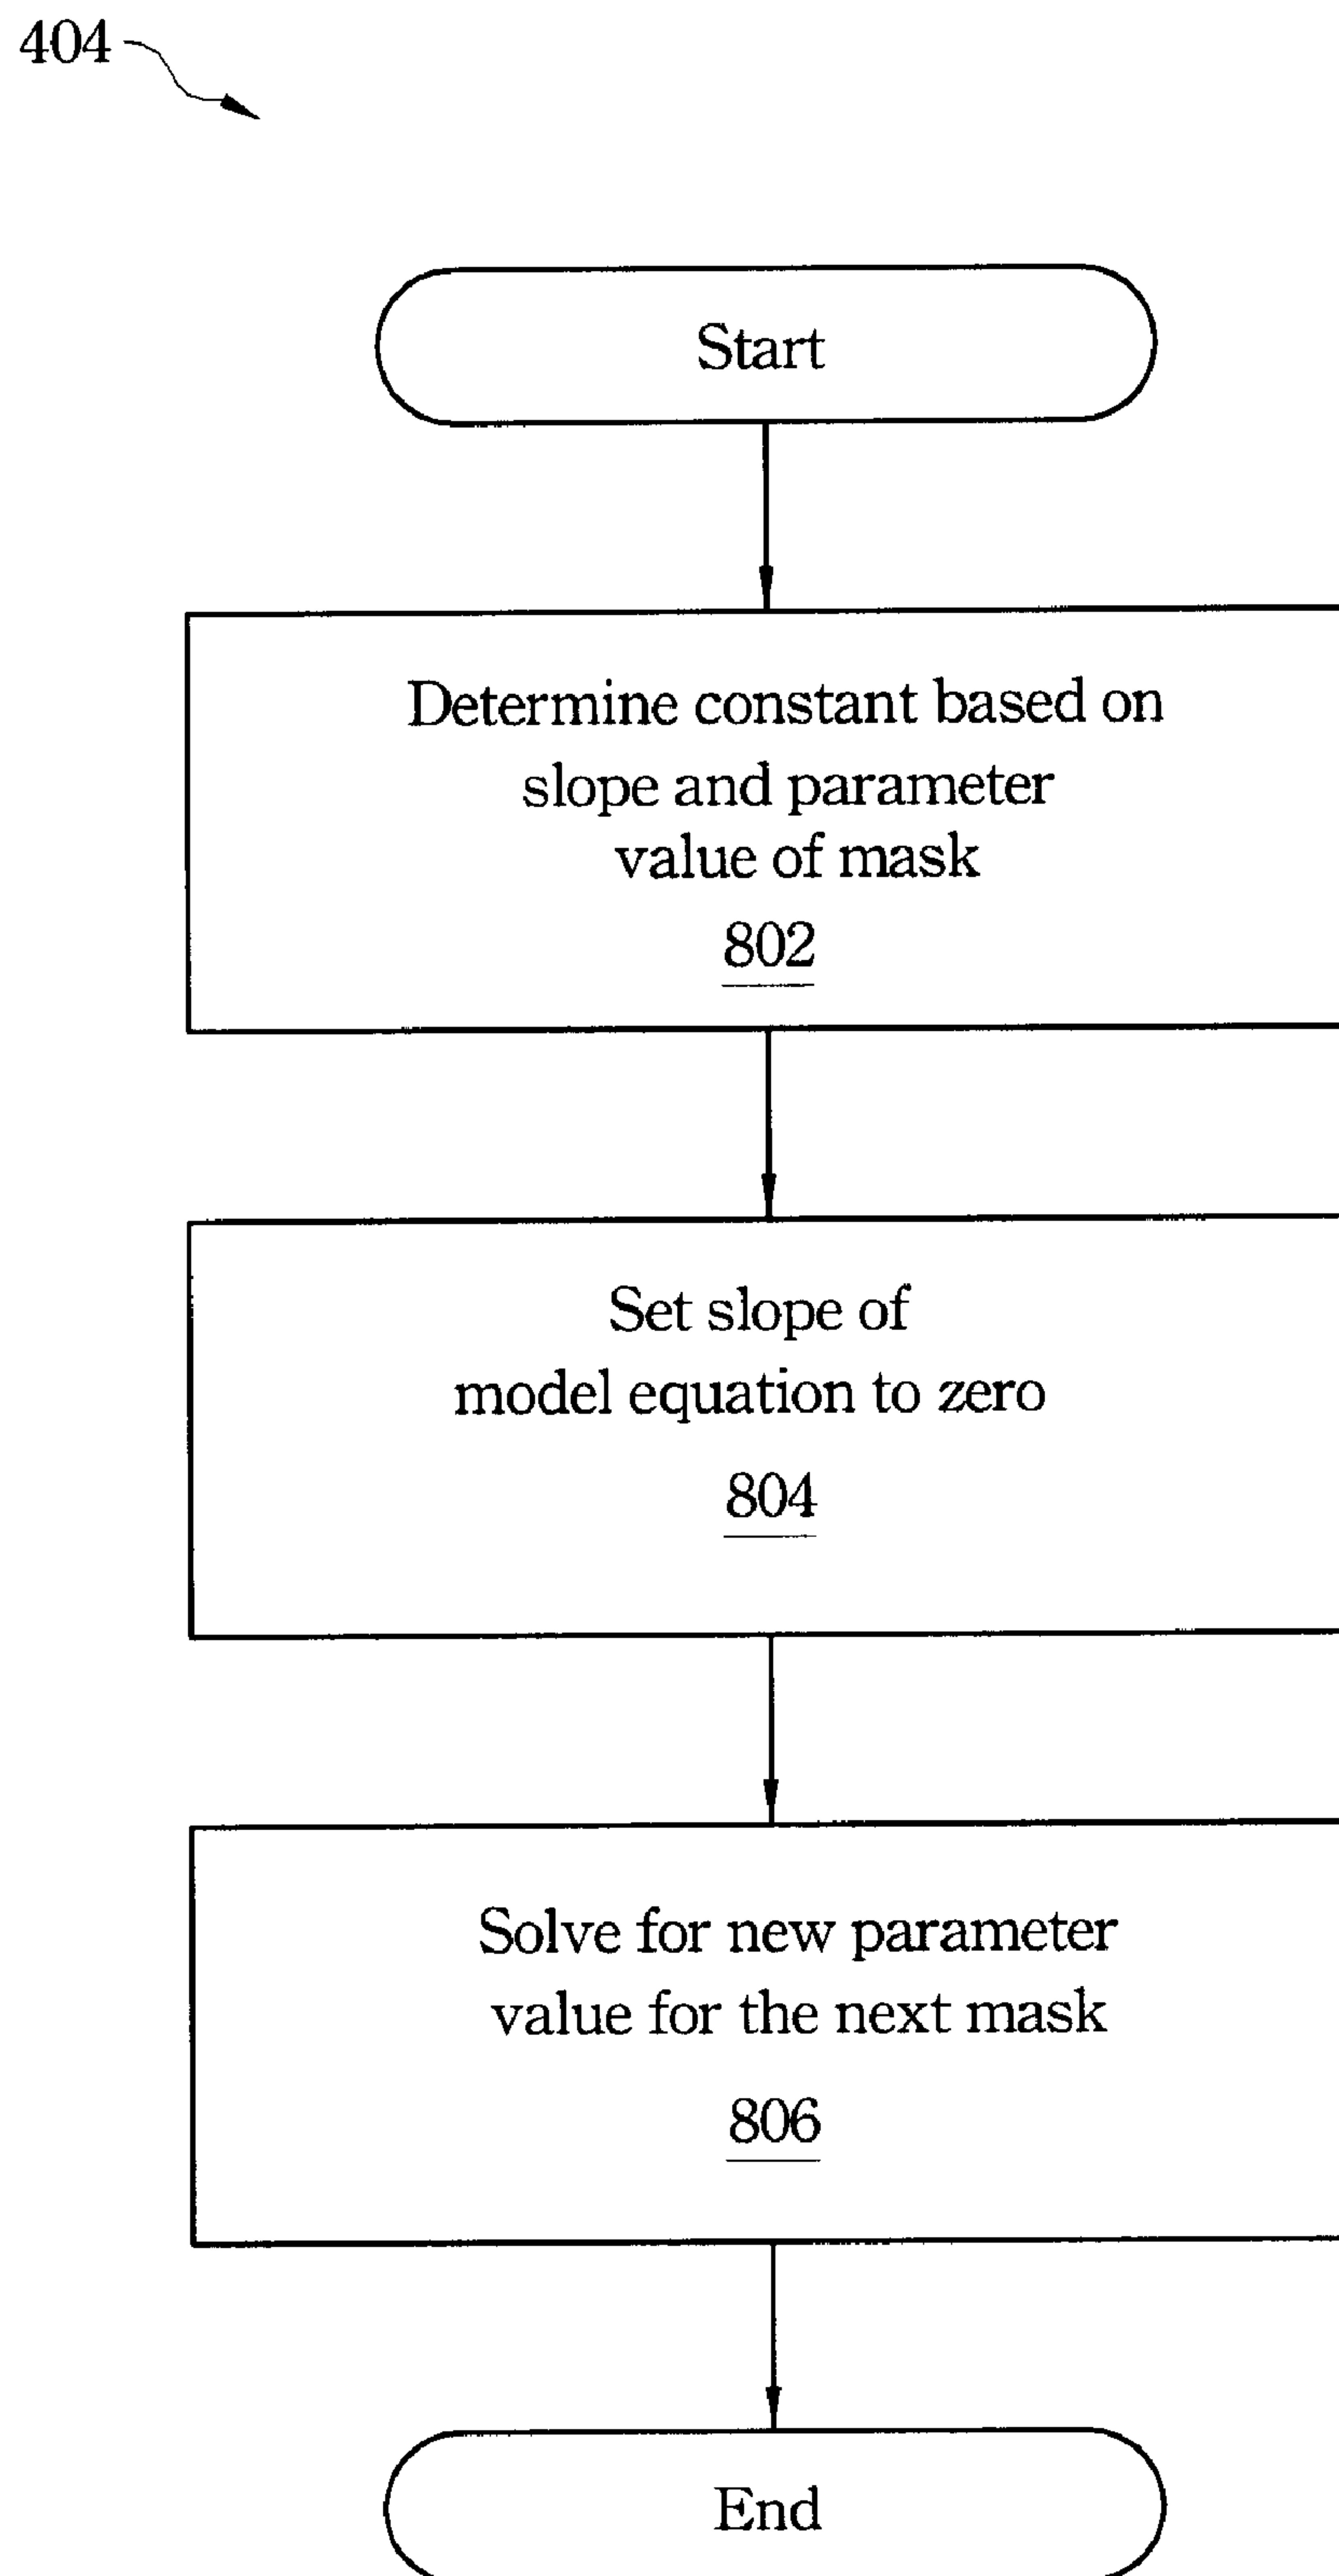 404
Start
Determine constant based on
slope and parameter
value of mask
802
Set slope of
model equation to zero
804
Solve for new parameter
value for the next mask
806
End